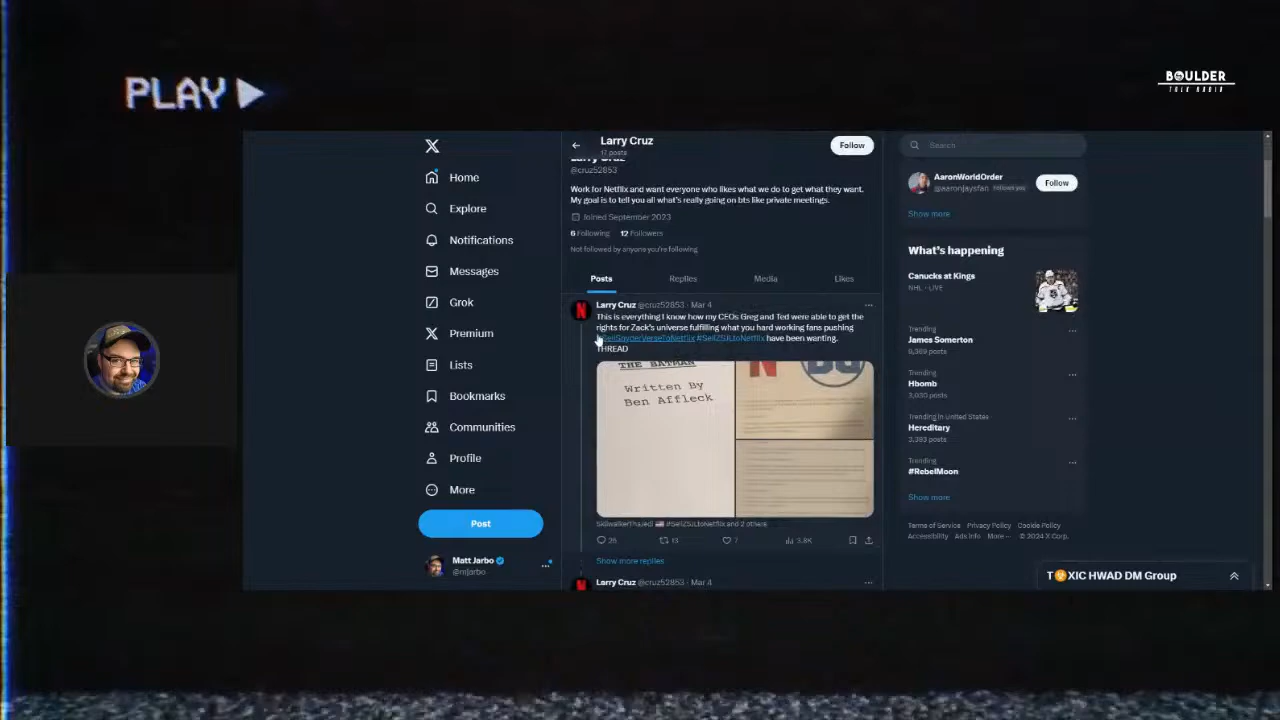 PLAY
BOULDER
TALK RADIO
X
Home
Explore
Notifications
Messages
Grok
Premium
Lists
Bookmarks
Communities
Profile
More
Post
Matt Jarbo
@mjarbo
Larry Cruz
17 posts
Follow
Larry Cruz
@cruz52853
Work for Netflix and want everyone who likes what we do to get what they want.
My goal is to tell you all what's really going on bts like private meetings.
Joined September 2023
6 Following 12 Followers
Not followed by anyone you're following
Posts
Replies
Media
Likes
Larry Cruz @cruz52853 · Mar 4
This is everything I know how my CEOs Greg and Ted were able to get the
rights for Zack's universe fulfilling what you hard working fans pushing
#SellSnyderVerseToNetflix #SellZSJLtoNetflix have been wanting.
THREAD
THE BATMAN
Written By
Ben Affleck
N
SkiiwalkerThaJedi #SellZSJLtoNetflix and 2 others
26
13
7
3.8K
Show more replies
Larry Cruz @cruz52853 · Mar 4
Search
AaronWorldOrder
@aaronjaysfan Follows you
Follow
Show more
What's happening
Canucks at Kings
NHL · LIVE
Trending
James Somerton
9,369 posts
Trending
Hbomb
3,030 posts
Trending in United States
Hereditary
3,383 posts
Trending
#RebelMoon
Show more
Terms of Service Privacy Policy Cookie Policy
Accessibility Ads info More ··· © 2024 X Corp.
T☣XIC HWAD DM Group